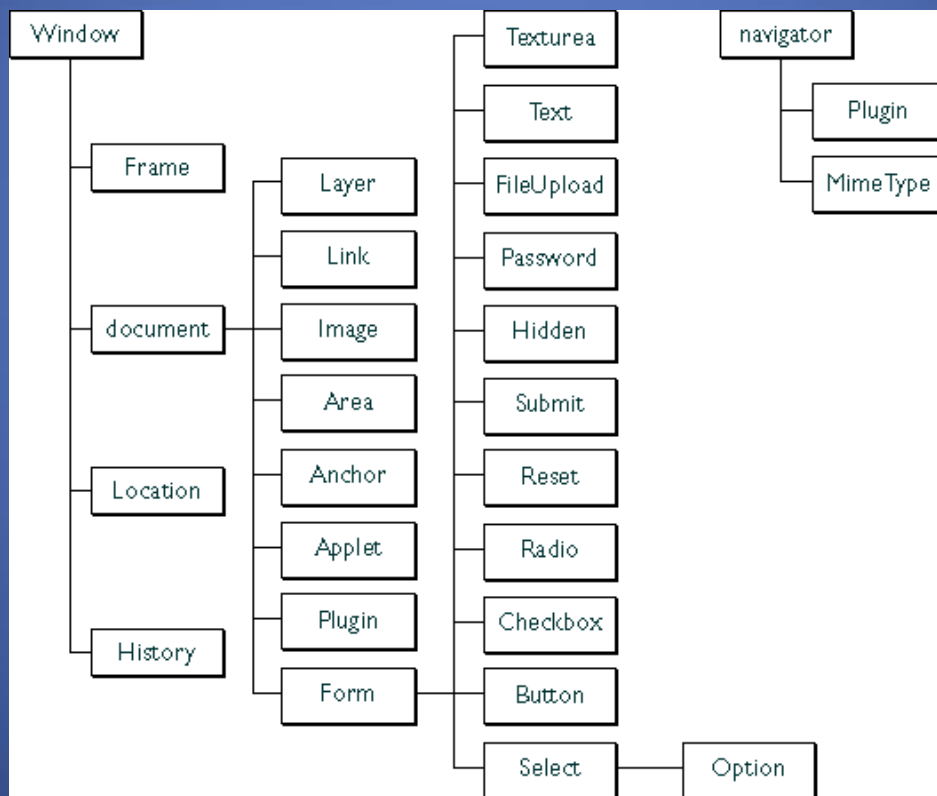 Window
Frame
document
Location
History
Layer
Link
Image
Area
Anchor
Applet
Plugin
Form
Texturea
Text
FileUpload
Password
Hidden
Submit
Reset
Radio
Checkbox
Button
Select
Option
navigator
Plugin
MimeType